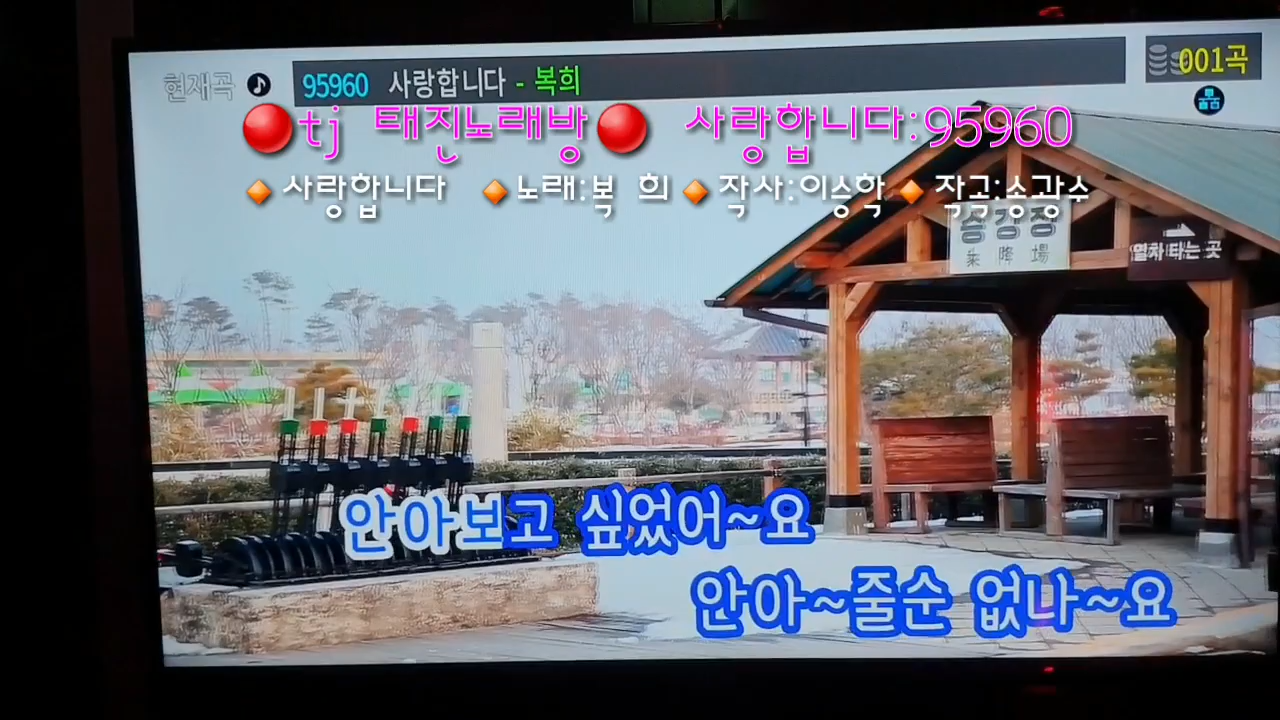 현재곡 95960 사랑합니다 - 복희 001곡
🔴tj 태진노래방🔴 사랑합니다:95960
🔸사랑합니다 🔸노래:복 희🔸작사:이승학🔸작곡:송광수
승강장
乘降場
열차 타는 곳
안아보고 싶었어~요
안아~줄순 없나~요